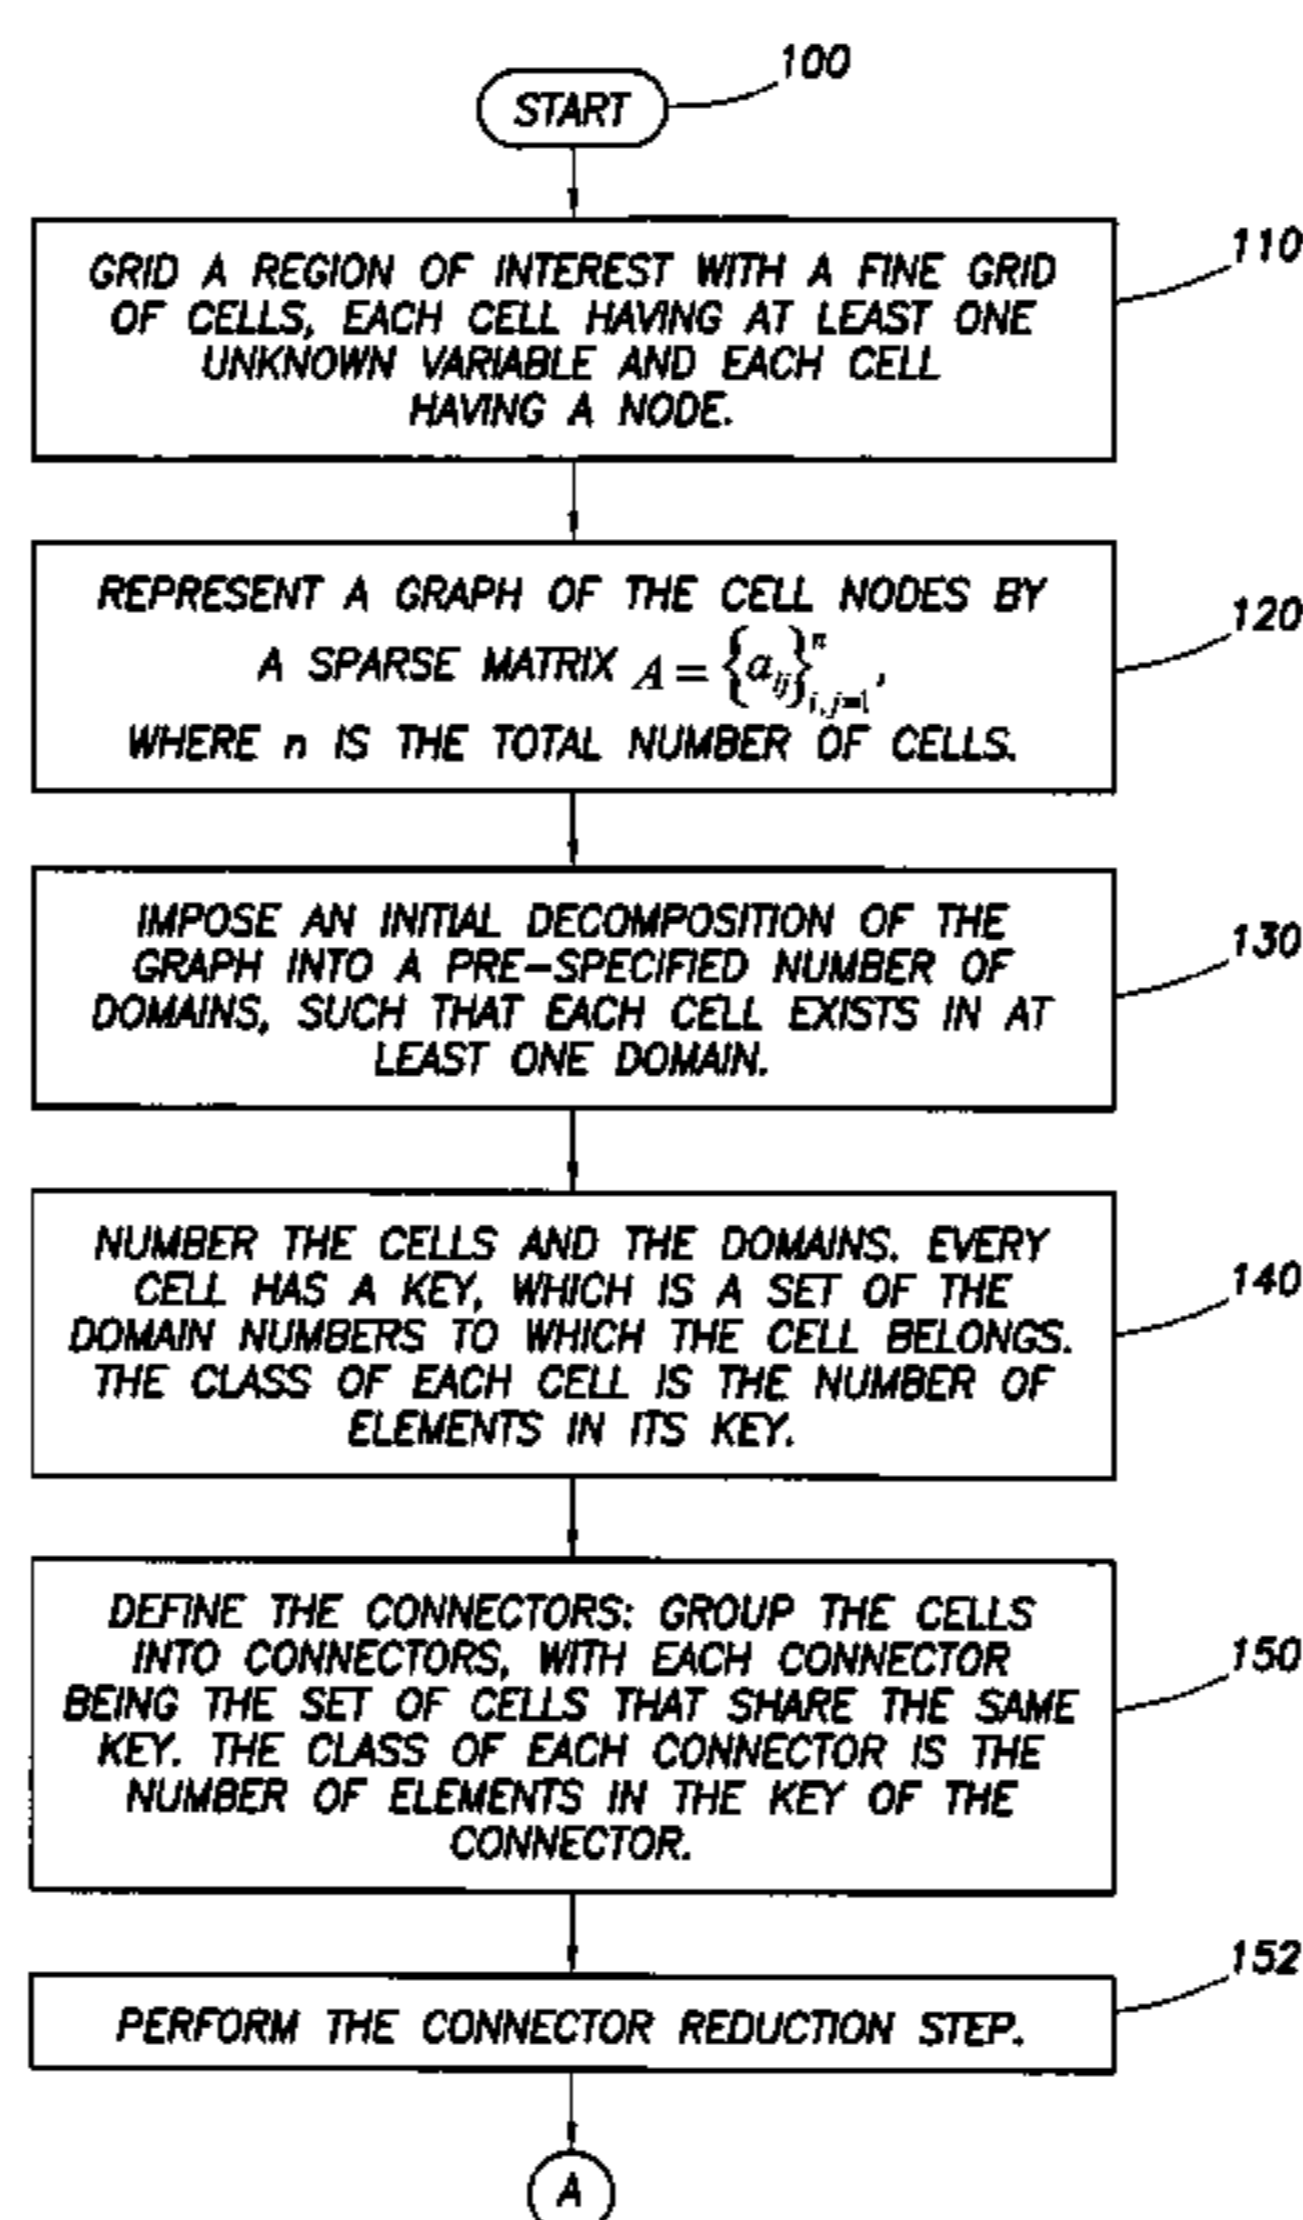 100
START
110
GRID A REGION OF INTEREST WITH A FINE GRID
OF CELLS, EACH CELL HAVING AT LEAST ONE
UNKNOWN VARIABLE AND EACH CELL
HAVING A NODE.
120
REPRESENT A GRAPH OF THE CELL NODES BY
A SPARSE MATRIX A = {a_ij}^n_i,j=1,
WHERE n IS THE TOTAL NUMBER OF CELLS.
130
IMPOSE AN INITIAL DECOMPOSITION OF THE
GRAPH INTO A PRE-SPECIFIED NUMBER OF
DOMAINS, SUCH THAT EACH CELL EXISTS IN AT
LEAST ONE DOMAIN.
140
NUMBER THE CELLS AND THE DOMAINS. EVERY
CELL HAS A KEY, WHICH IS A SET OF THE
DOMAIN NUMBERS TO WHICH THE CELL BELONGS.
THE CLASS OF EACH CELL IS THE NUMBER OF
ELEMENTS IN ITS KEY.
150
DEFINE THE CONNECTORS: GROUP THE CELLS
INTO CONNECTORS, WITH EACH CONNECTOR
BEING THE SET OF CELLS THAT SHARE THE SAME
KEY. THE CLASS OF EACH CONNECTOR IS THE
NUMBER OF ELEMENTS IN THE KEY OF THE
CONNECTOR.
152
PERFORM THE CONNECTOR REDUCTION STEP.
A